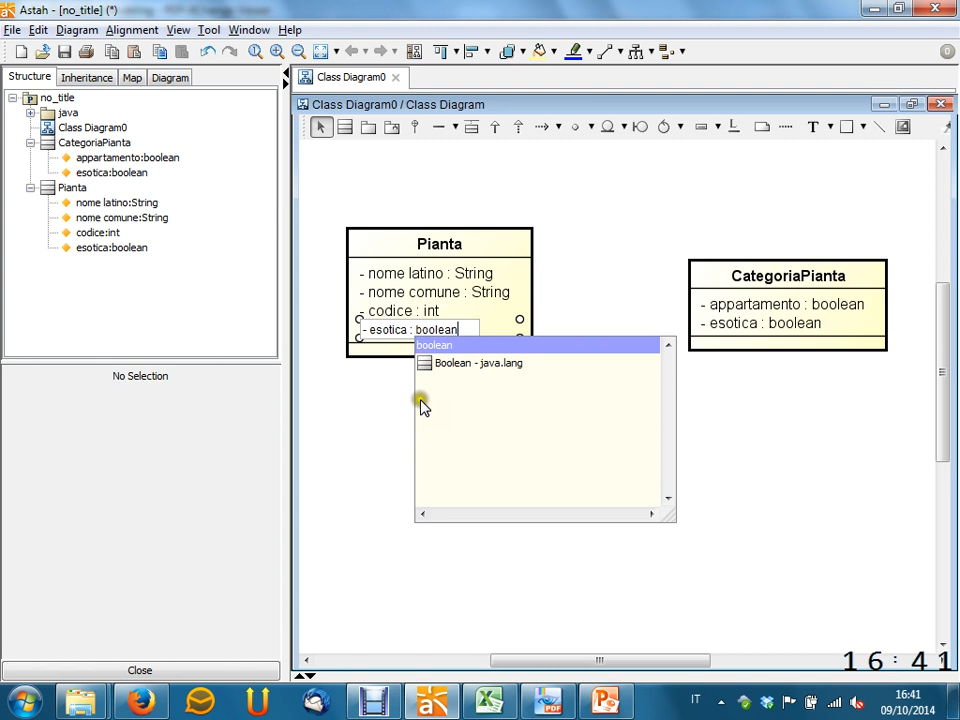 Astah - [no_title] (*)
File Edit Diagram Alignment View Tool Window Help
0
Structure Inheritance Map Diagram
Class Diagram0
no_title
java
Class Diagram0
CategoriaPianta
appartamento:boolean
esotica:boolean
Pianta
nome latino:String
nome comune:String
codice:int
esotica:boolean
No Selection
Close
Class Diagram0 / Class Diagram
T
Pianta
- nome latino : String
- nome comune : String
- codice : int
- esotica : boolean
boolean
Boolean - java.lang
CategoriaPianta
- appartamento : boolean
- esotica : boolean
16:41
IT
16:41
09/10/2014